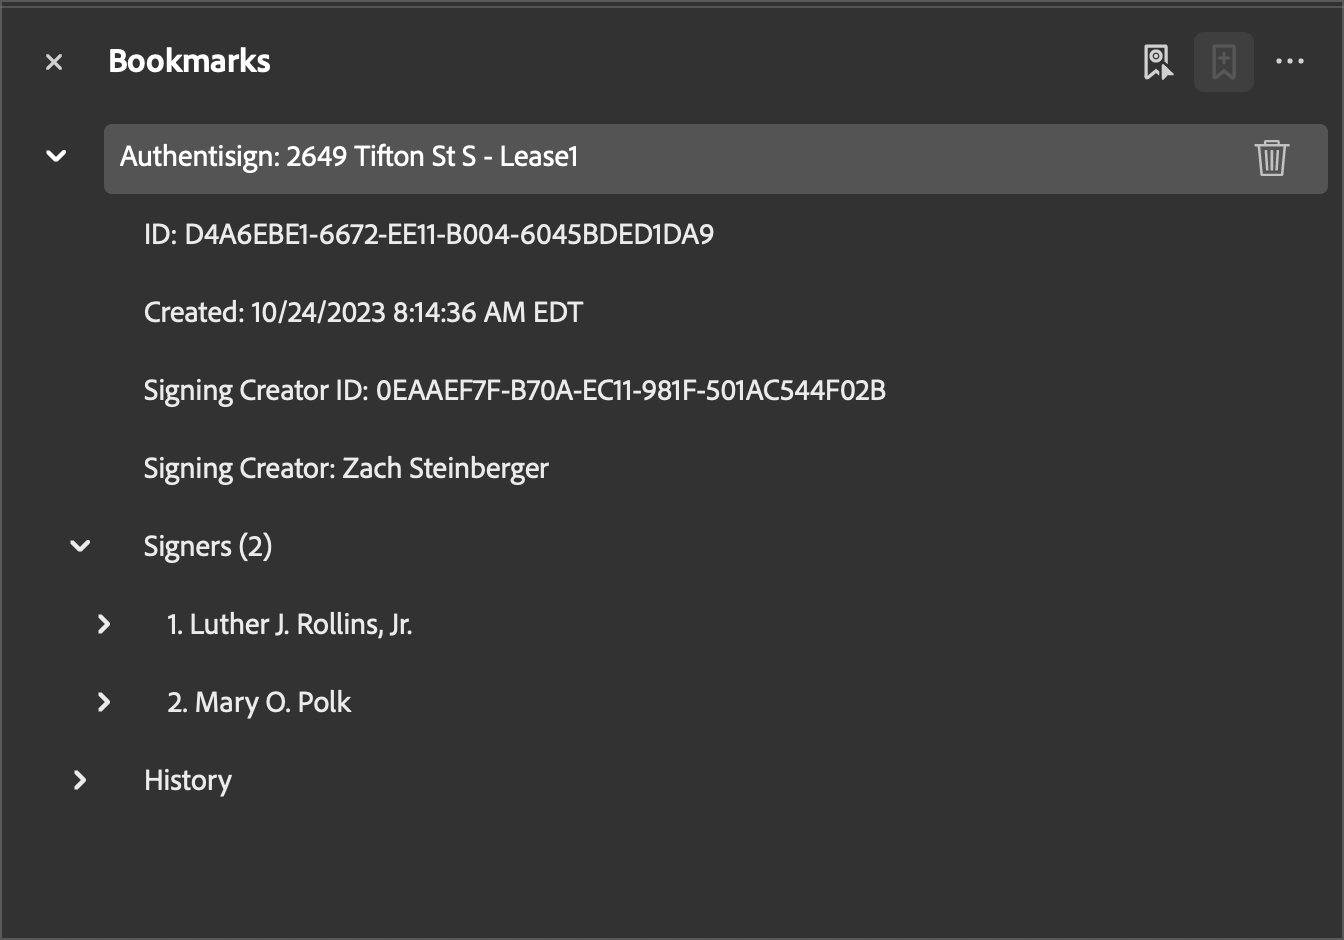 Bookmarks
Authentisign: 2649 Tifton St S - Lease1
ID: D4A6EBE1-6672-EE11-B004-6045BDED1DA9
Created: 10/24/2023 8:14:36 AM EDT
Signing Creator ID: 0EAAEF7F-B70A-EC11-981F-501AC544F02B
Signing Creator: Zach Steinberger
Signers (2)
1. Luther J. Rollins, Jr.
2. Mary O. Polk
History